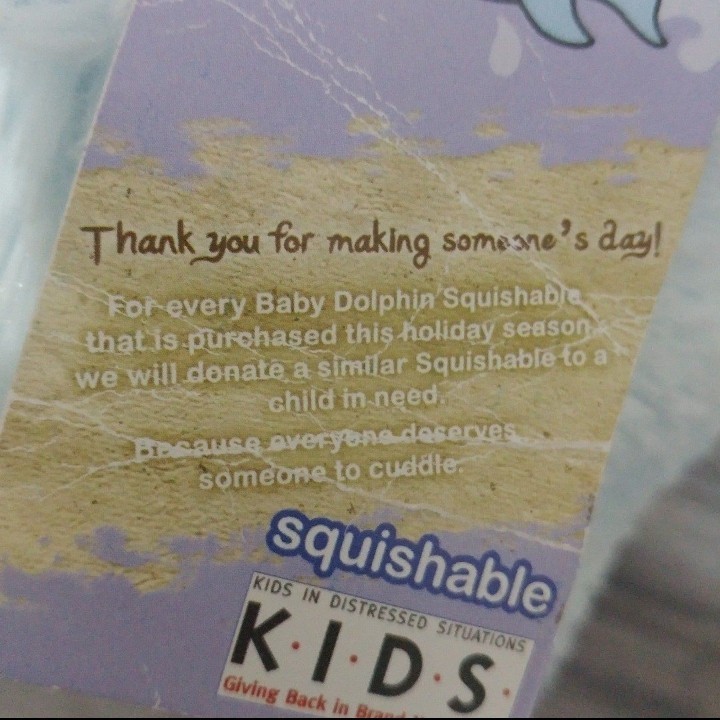 Thank you for making someone's day!
For every Baby Dolphin Squishable
that is purchased this holiday season,
we will donate a similar Squishable to a
child in need.
Because everyone deserves
someone to cuddle.
squishable
KIDS IN DISTRESSED SITUATIONS
K·I·D·S·
Giving Back in Brand